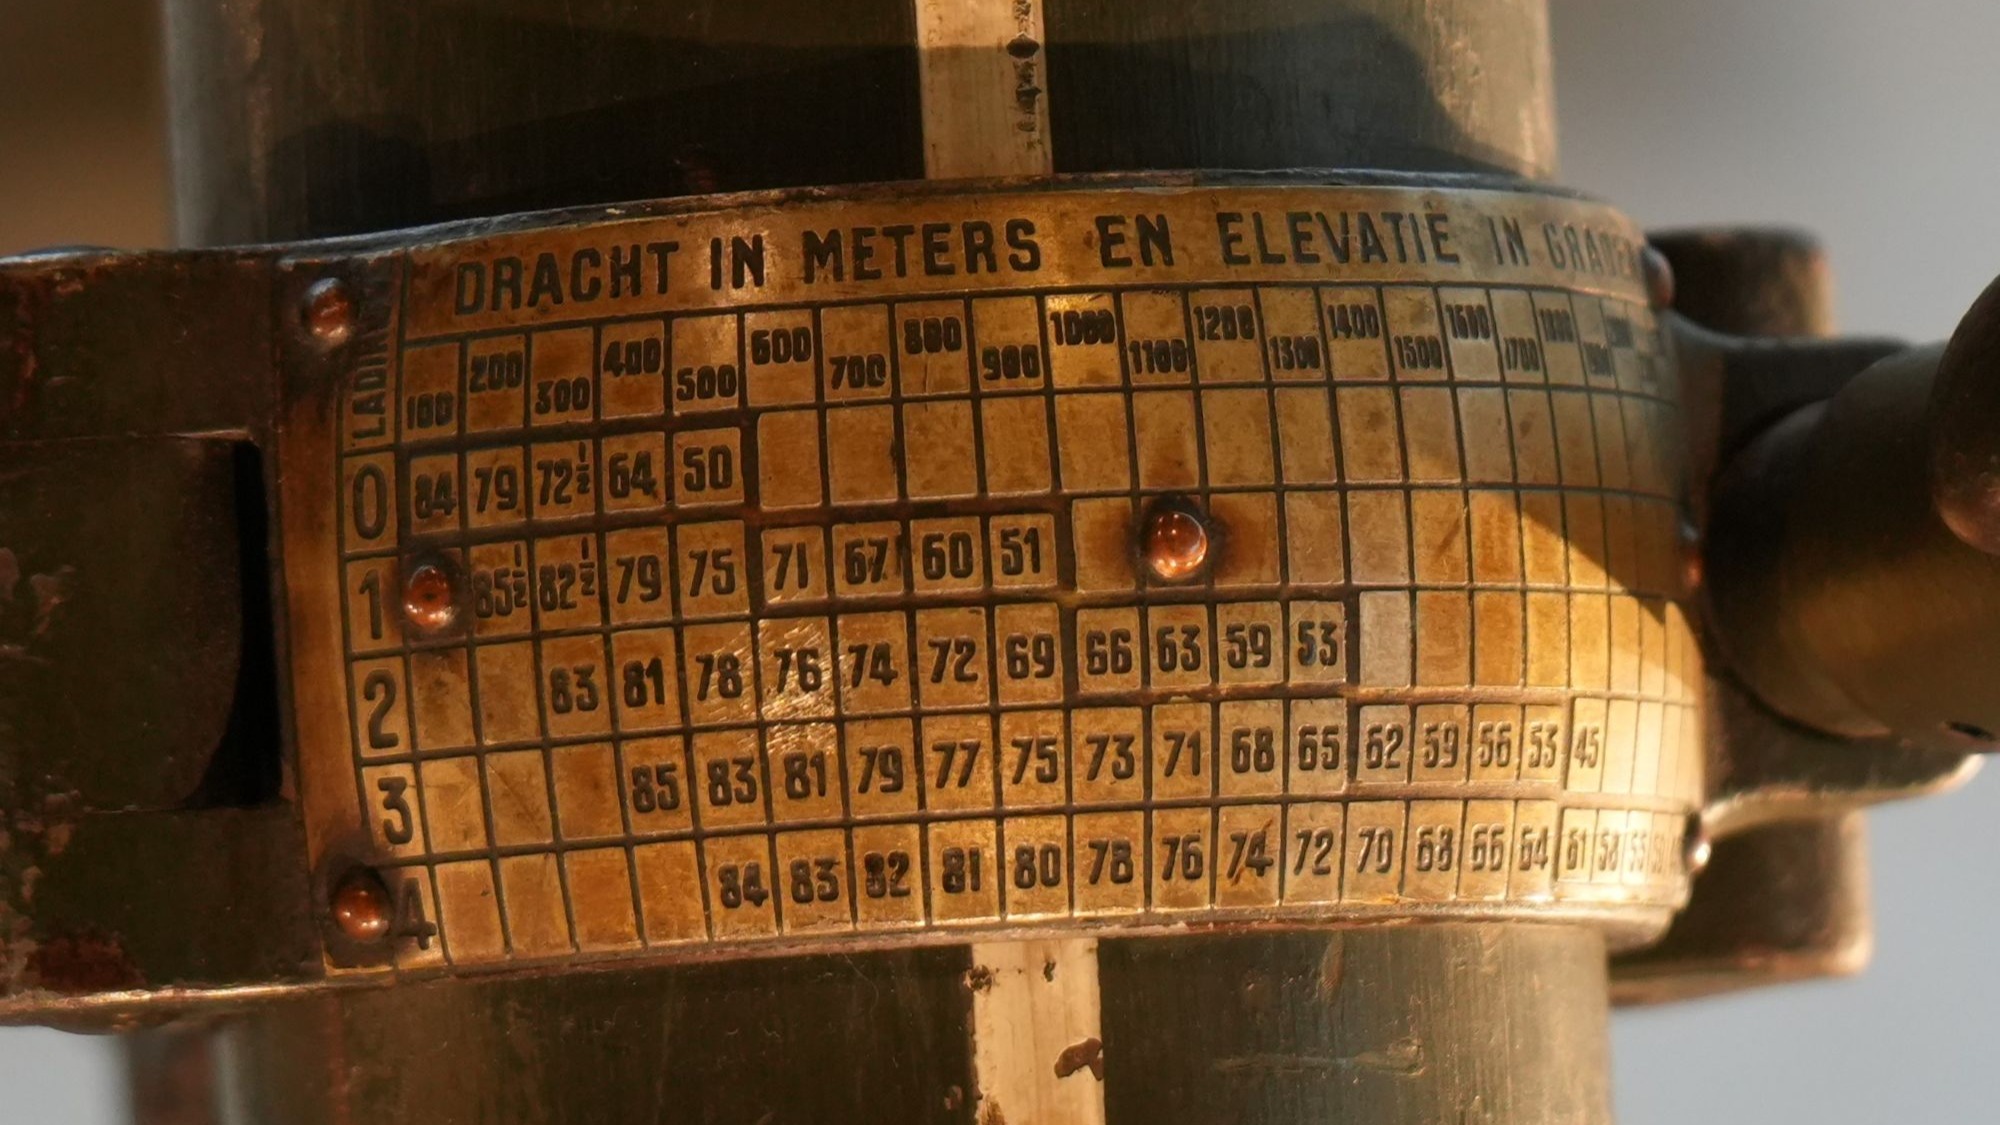 DRACHT IN METERS EN ELEVATIE IN GRADEN
100 200 300 400 500 600 700 800 900 1000 1100 1200 1300 1400 1500 1600 1700 1800
0 84 79 72½ 64 50
1 85½ 82½ 79 75 71 67 60 51
2 83 81 78 76 74 72 69 66 63 59 53
3 85 83 81 79 77 75 73 71 68 65 62 59 56 53 45
4 84 83 82 81 80 78 76 74 72 70 68 66 64 61 58 55